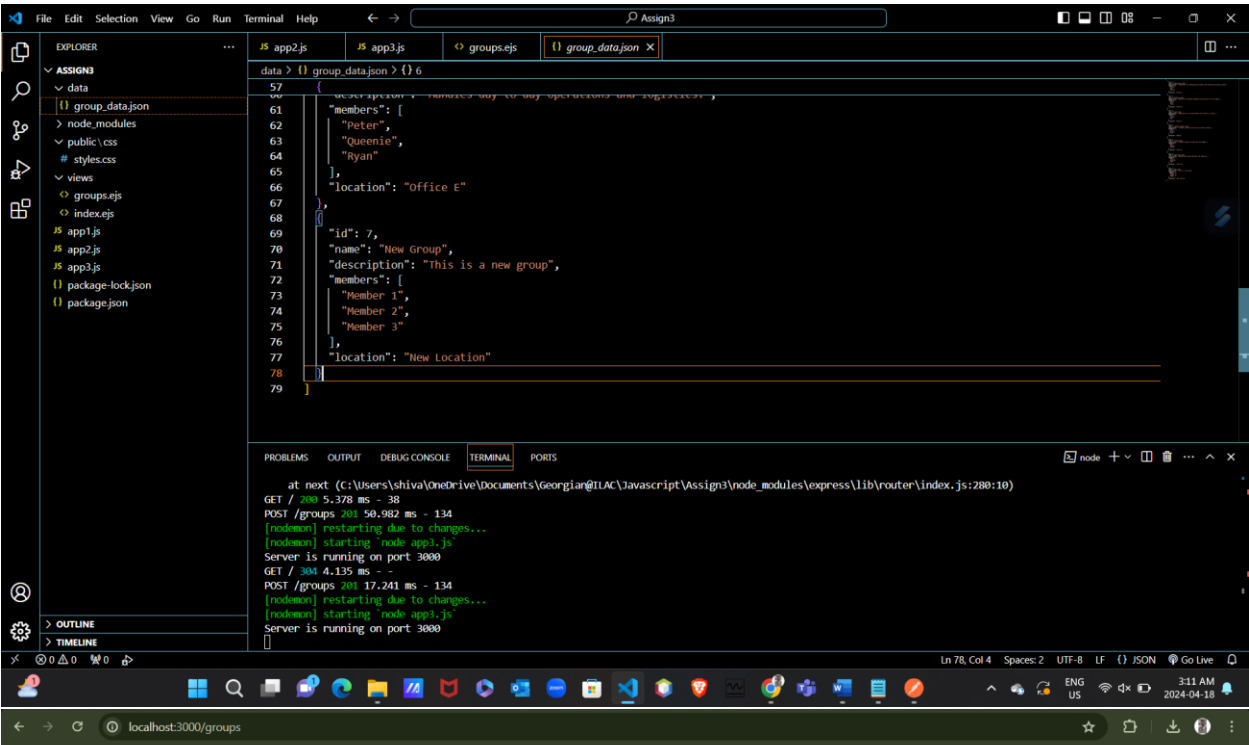 File Edit Selection View Go Run Terminal Help
Assign3
EXPLORER
JS app2.js JS app3.js <> groups.ejs {} group_data.json
ASSIGN3
data > {} group_data.json > {} 6
data
{} group_data.json
node_modules
public \ css
# styles.css
views
<> groups.ejs
<> index.ejs
JS app1.js
JS app2.js
JS app3.js
{} package-lock.json
{} package.json
OUTLINE
TIMELINE
57 {
61 "members": [
62 "Peter",
63 "Queenie",
64 "Ryan"
65 ],
66 "location": "Office E"
67 },
68 {
69 "id": 7,
70 "name": "New Group",
71 "description": "This is a new group",
72 "members": [
73 "Member 1",
74 "Member 2",
75 "Member 3"
76 ],
77 "location": "New Location"
78 }
79 ]
PROBLEMS OUTPUT DEBUG CONSOLE TERMINAL PORTS
node
at next (C:\Users\shiva\OneDrive\Documents\Georgian@ILAC\Javascript\Assign3\node_modules\express\lib\router\index.js:280:10)
GET / 200 5.378 ms - 38
POST /groups 201 50.982 ms - 134
[nodemon] restarting due to changes...
[nodemon] starting `node app3.js`
Server is running on port 3000
GET / 304 4.135 ms - -
POST /groups 201 17.241 ms - 134
[nodemon] restarting due to changes...
[nodemon] starting `node app3.js`
Server is running on port 3000
0 0 0
Ln 78, Col 4 Spaces: 2 UTF-8 LF {} JSON Go Live
1
ENG
US
3:11 AM
2024-04-18
localhost:3000/groups